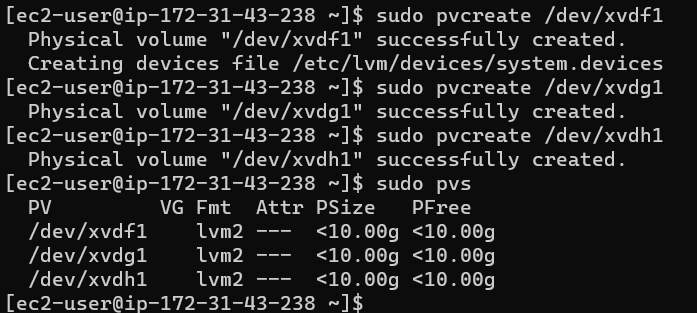 [ec2-user@ip-172-31-43-238 ~]$ sudo pvcreate /dev/xvdf1
  Physical volume "/dev/xvdf1" successfully created.
  Creating devices file /etc/lvm/devices/system.devices
[ec2-user@ip-172-31-43-238 ~]$ sudo pvcreate /dev/xvdg1
  Physical volume "/dev/xvdg1" successfully created.
[ec2-user@ip-172-31-43-238 ~]$ sudo pvcreate /dev/xvdh1
  Physical volume "/dev/xvdh1" successfully created.
[ec2-user@ip-172-31-43-238 ~]$ sudo pvs
  PV         VG Fmt  Attr PSize   PFree
  /dev/xvdf1    lvm2 ---  <10.00g <10.00g
  /dev/xvdg1    lvm2 ---  <10.00g <10.00g
  /dev/xvdh1    lvm2 ---  <10.00g <10.00g
[ec2-user@ip-172-31-43-238 ~]$